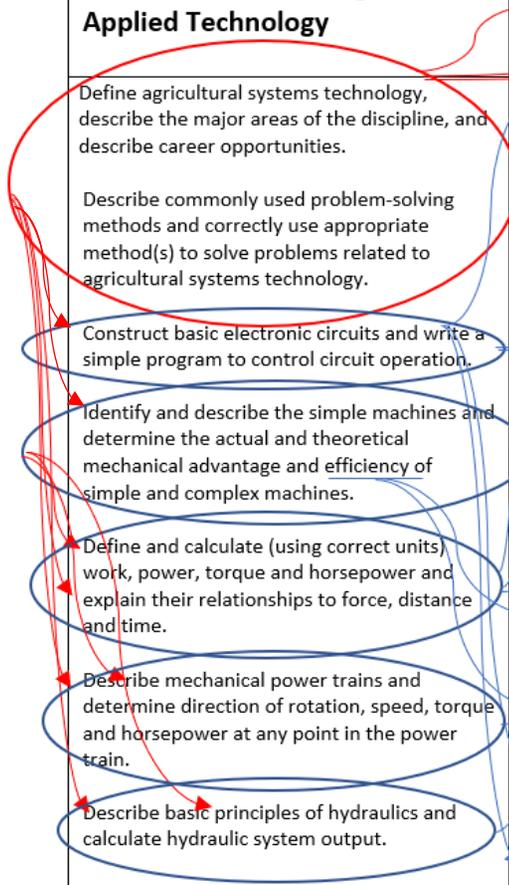 Applied Technology
Define agricultural systems technology,
describe the major areas of the discipline, and
describe career opportunities.
Describe commonly used problem-solving
methods and correctly use appropriate
method(s) to solve problems related to
agricultural systems technology.
Construct basic electronic circuits and write a
simple program to control circuit operation.
Identify and describe the simple machines and
determine the actual and theoretical
mechanical advantage and efficiency of
simple and complex machines.
Define and calculate (using correct units)
work, power, torque and horsepower and
explain their relationships to force, distance
and time.
Describe mechanical power trains and
determine direction of rotation, speed, torque
and horsepower at any point in the power
train.
Describe basic principles of hydraulics and
calculate hydraulic system output.